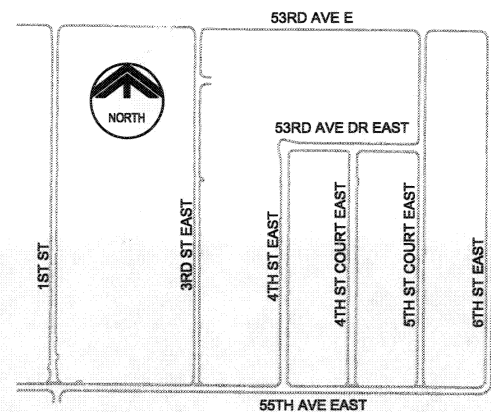 53RD AVE E
NORTH
53RD AVE DR EAST
1ST ST
3RD ST EAST
4TH ST EAST
4TH ST COURT EAST
5TH ST COURT EAST
6TH ST EAST
55TH AVE EAST